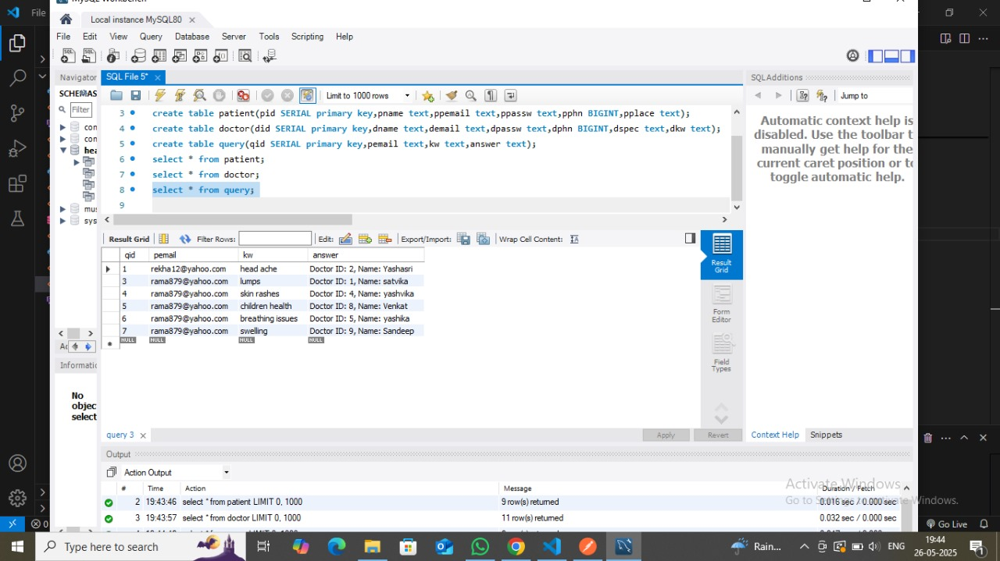 File
MySQL Workbench
Local instance MySQL80
File Edit View Query Database Server Tools Scripting Help
Navigator
SQL File 5*
SQLAdditions
SCHEMAS
Limit to 1000 rows
Jump to
Filter
3 create table patient(pid SERIAL primary key,pname text,ppemail text,ppassw text,pphn BIGINT,pplace text);
4 create table doctor(did SERIAL primary key,dname text,demail text,dpassw text,dphn BIGINT,dspec text,dkw text);
5 create table query(qid SERIAL primary key,pemail text,kw text,answer text);
6 select * from patient;
7 select * from doctor;
8 select * from query;
9
con
con
hea
mus
sys
Automatic context help is
disabled. Use the toolbar t
manually get help for the
current caret position or to
toggle automatic help.
Result Grid Filter Rows: Edit: Export/Import: Wrap Cell Content:
qid pemail kw answer
1 rekha12@yahoo.com head ache Doctor ID: 2, Name: Yashasri
3 rama879@yahoo.com lumps Doctor ID: 1, Name: satvika
4 rama879@yahoo.com skin rashes Doctor ID: 4, Name: yashvika
5 rama879@yahoo.com children health Doctor ID: 8, Name: Venkat
6 rama879@yahoo.com breathing issues Doctor ID: 5, Name: yashika
7 rama879@yahoo.com swelling Doctor ID: 9, Name: Sandeep
NULL NULL NULL NULL
Result
Grid
Form
Editor
Field
Types
Ac
Informatic
No
objec
select
query 3
Apply Revert
Context Help Snippets
Output
Action Output
# Time Action Message Duration / Fetch
2 19:43:46 select * from patient LIMIT 0, 1000 9 row(s) returned 0.016 sec / 0.000 sec
3 19:43:57 select * from doctor LIMIT 0, 1000 11 row(s) returned 0.032 sec / 0.000 sec
Activate Windows
Go to Settings to activate Windows.
0
Go Live
Type here to search
Rain...
ENG
19:44
26-05-2025
1